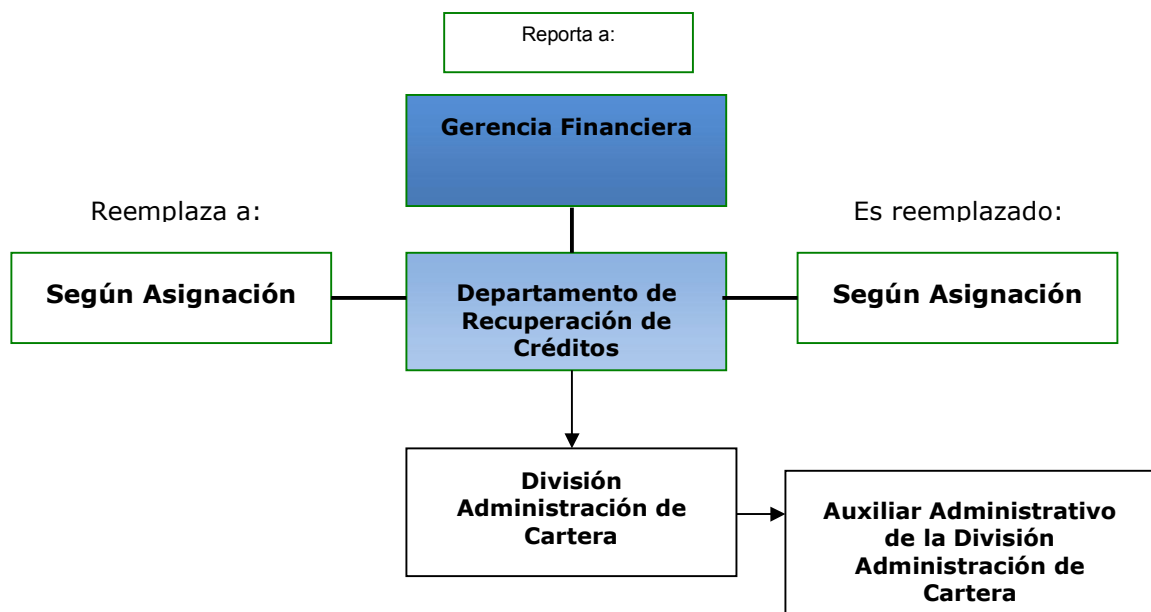 Reporta a:
Gerencia Financiera
Reemplaza a:
Es reemplazado:
Según Asignación
Departamento de
Recuperación de
Créditos
Según Asignación
División
Administración de
Cartera
Auxiliar Administrativo
de la División
Administración de
Cartera